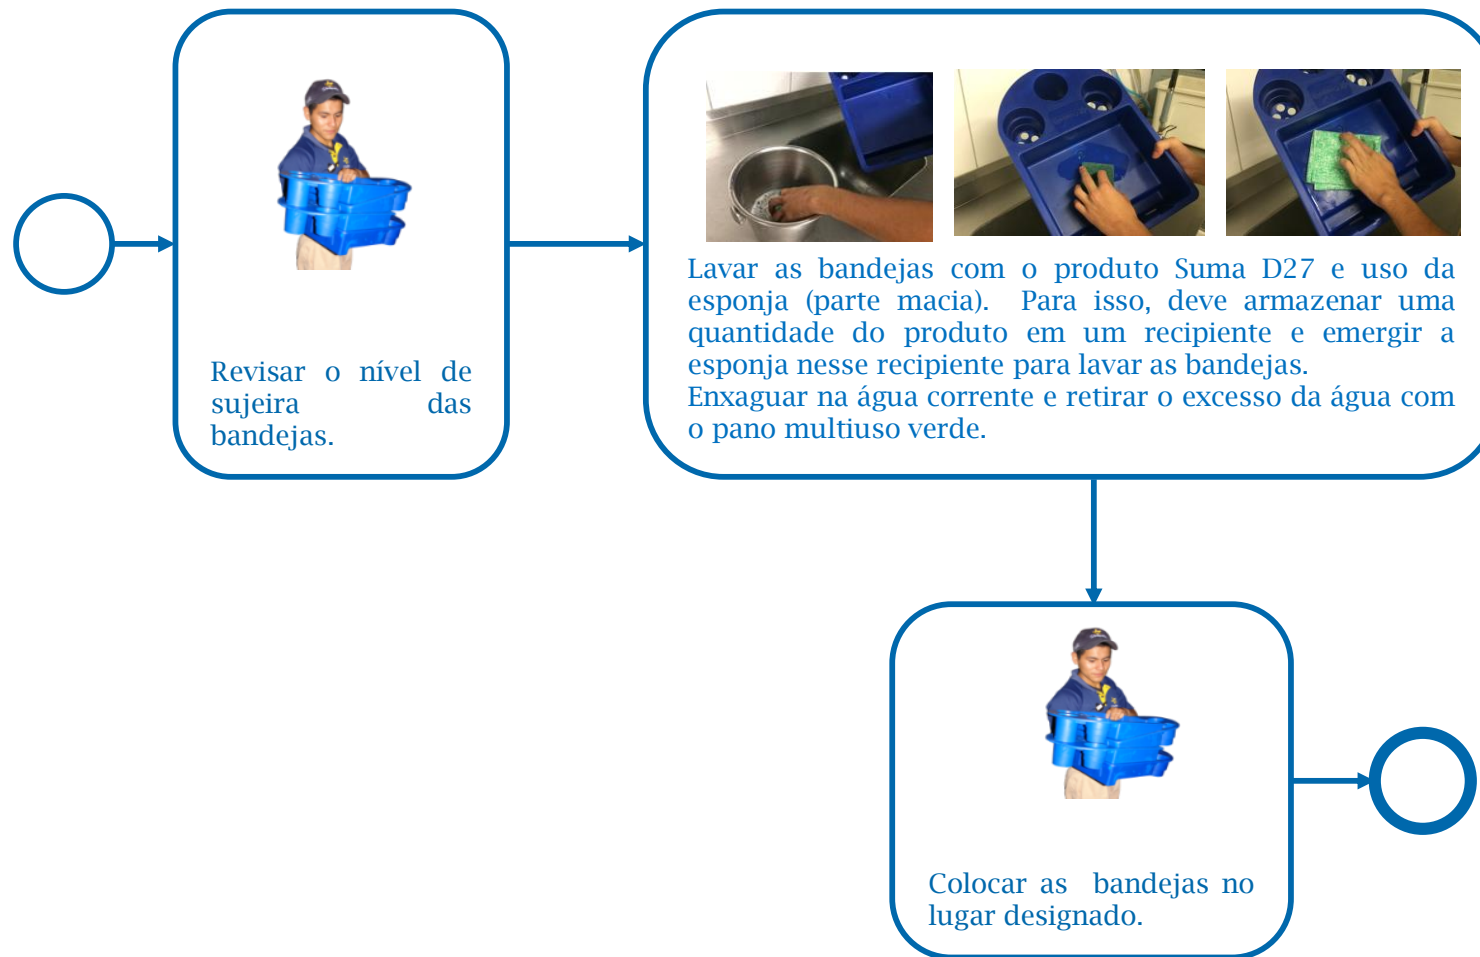 Revisar o nível de
sujeira das
bandejas.
Lavar as bandejas com o produto Suma D27 e uso da
esponja (parte macia). Para isso, deve armazenar uma
quantidade do produto em um recipiente e emergir a
esponja nesse recipiente para lavar as bandejas.
Enxaguar na água corrente e retirar o excesso da água com
o pano multiuso verde.
Colocar as bandejas no
lugar designado.